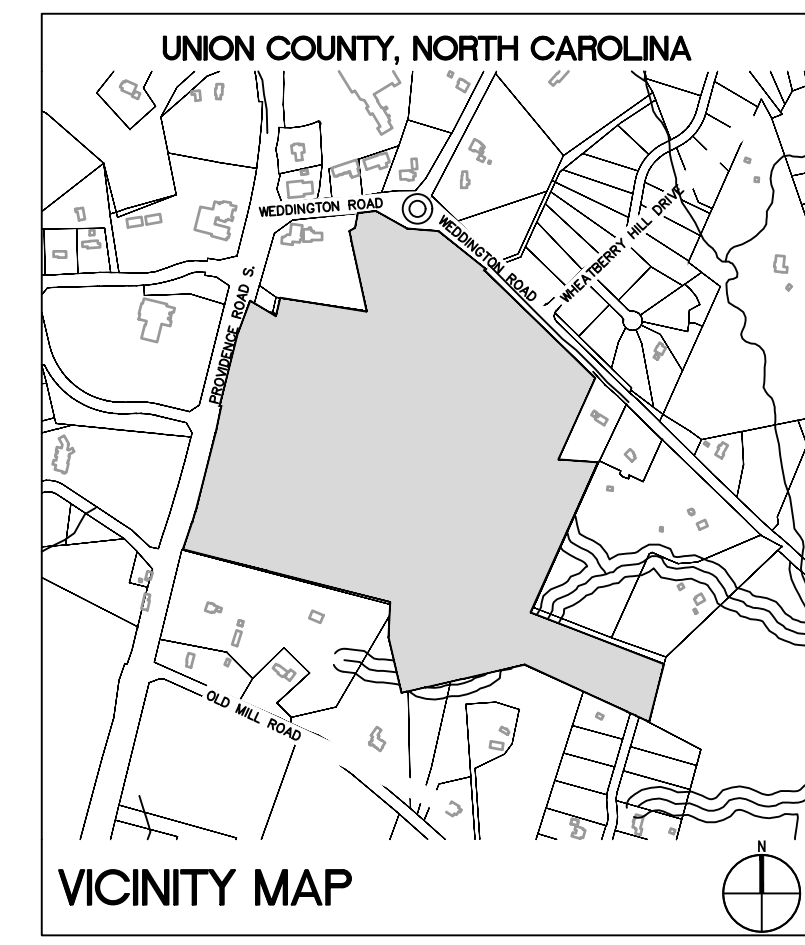 UNION COUNTY, NORTH CAROLINA
WEDDINGTON ROAD
WEDDINGTON ROAD
WHEATBERRY HILL DRIVE
PROVIDENCE ROAD S.
OLD MILL ROAD
VICINITY MAP
N